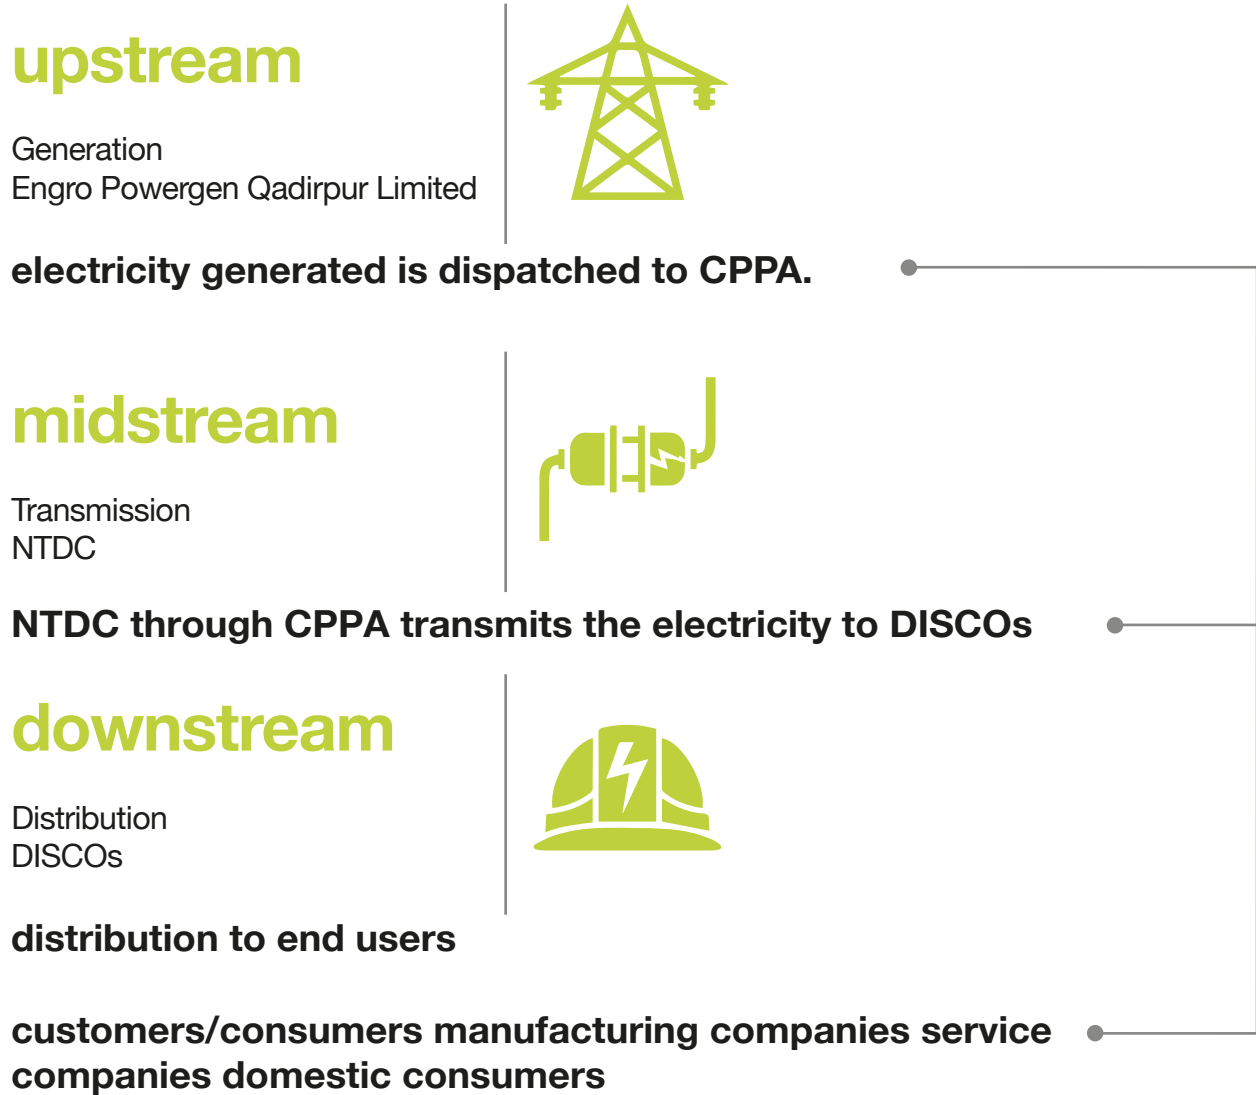 upstream
Generation
Engro Powergen Qadirpur Limited
electricity generated is dispatched to CPPA.
midstream
Transmission
NTDC
NTDC through CPPA transmits the electricity to DISCOs
downstream
Distribution
DISCOs
distribution to end users
customers/consumers manufacturing companies service
companies domestic consumers